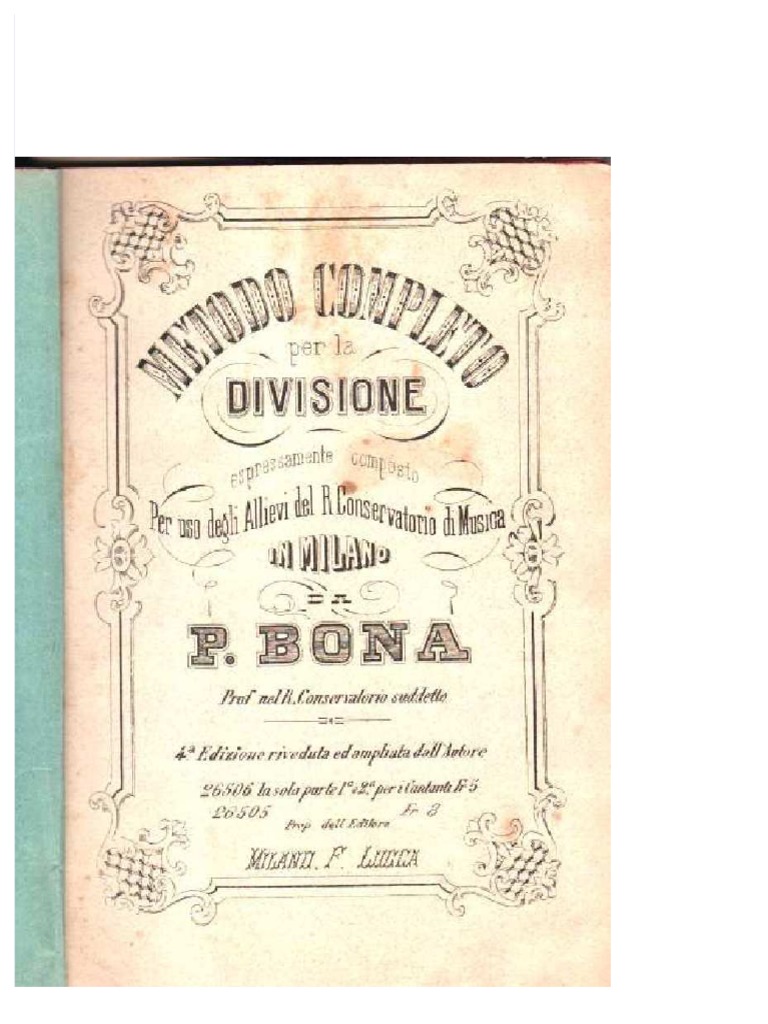 METODO COMPLETO
per la
DIVISIONE
espressamente composto
Per uso degli Allievi del R. Conservatorio di Musica
IN MILANO
DA
P. BONA
Prof nel R. Conservatorio suddetto
4ª Edizione riveduta ed ampliata dall'Autore
26506 la sola parte 1ª e 2ª per i Cantanti Fr 5
26505 Fr 8
Prop. dell'Editore
MILANO, F. LUCCA